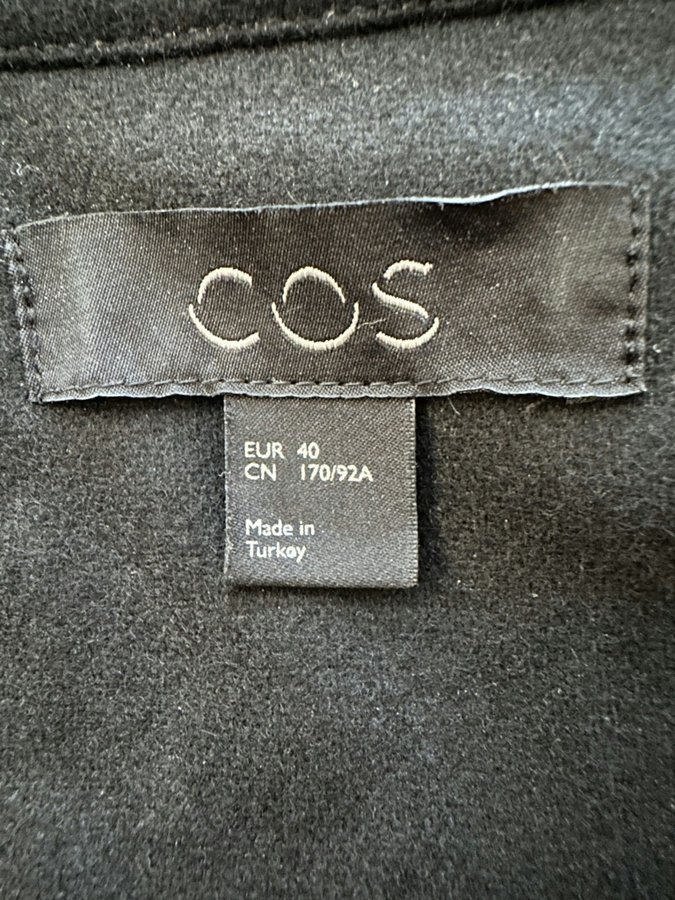 COS
EUR 40
CN 170/92A
Made in
Turkey